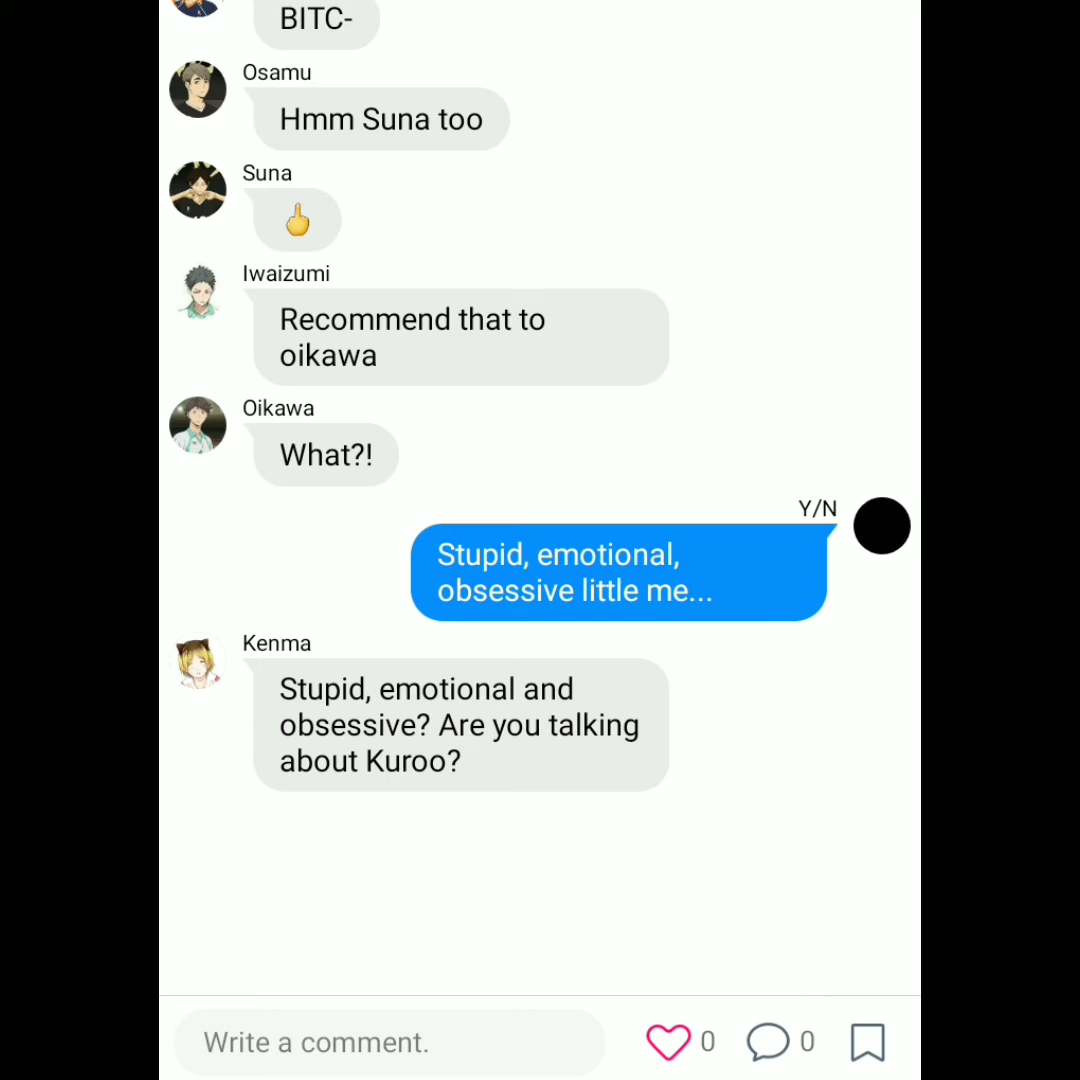 BITC-
Osamu
Hmm Suna too
Suna
Iwaizumi
Recommend that to
oikawa
Oikawa
What?!
Y/N
Stupid, emotional,
obsessive little me...
Kenma
Stupid, emotional and
obsessive? Are you talking
about Kuroo?
Write a comment.
0
0